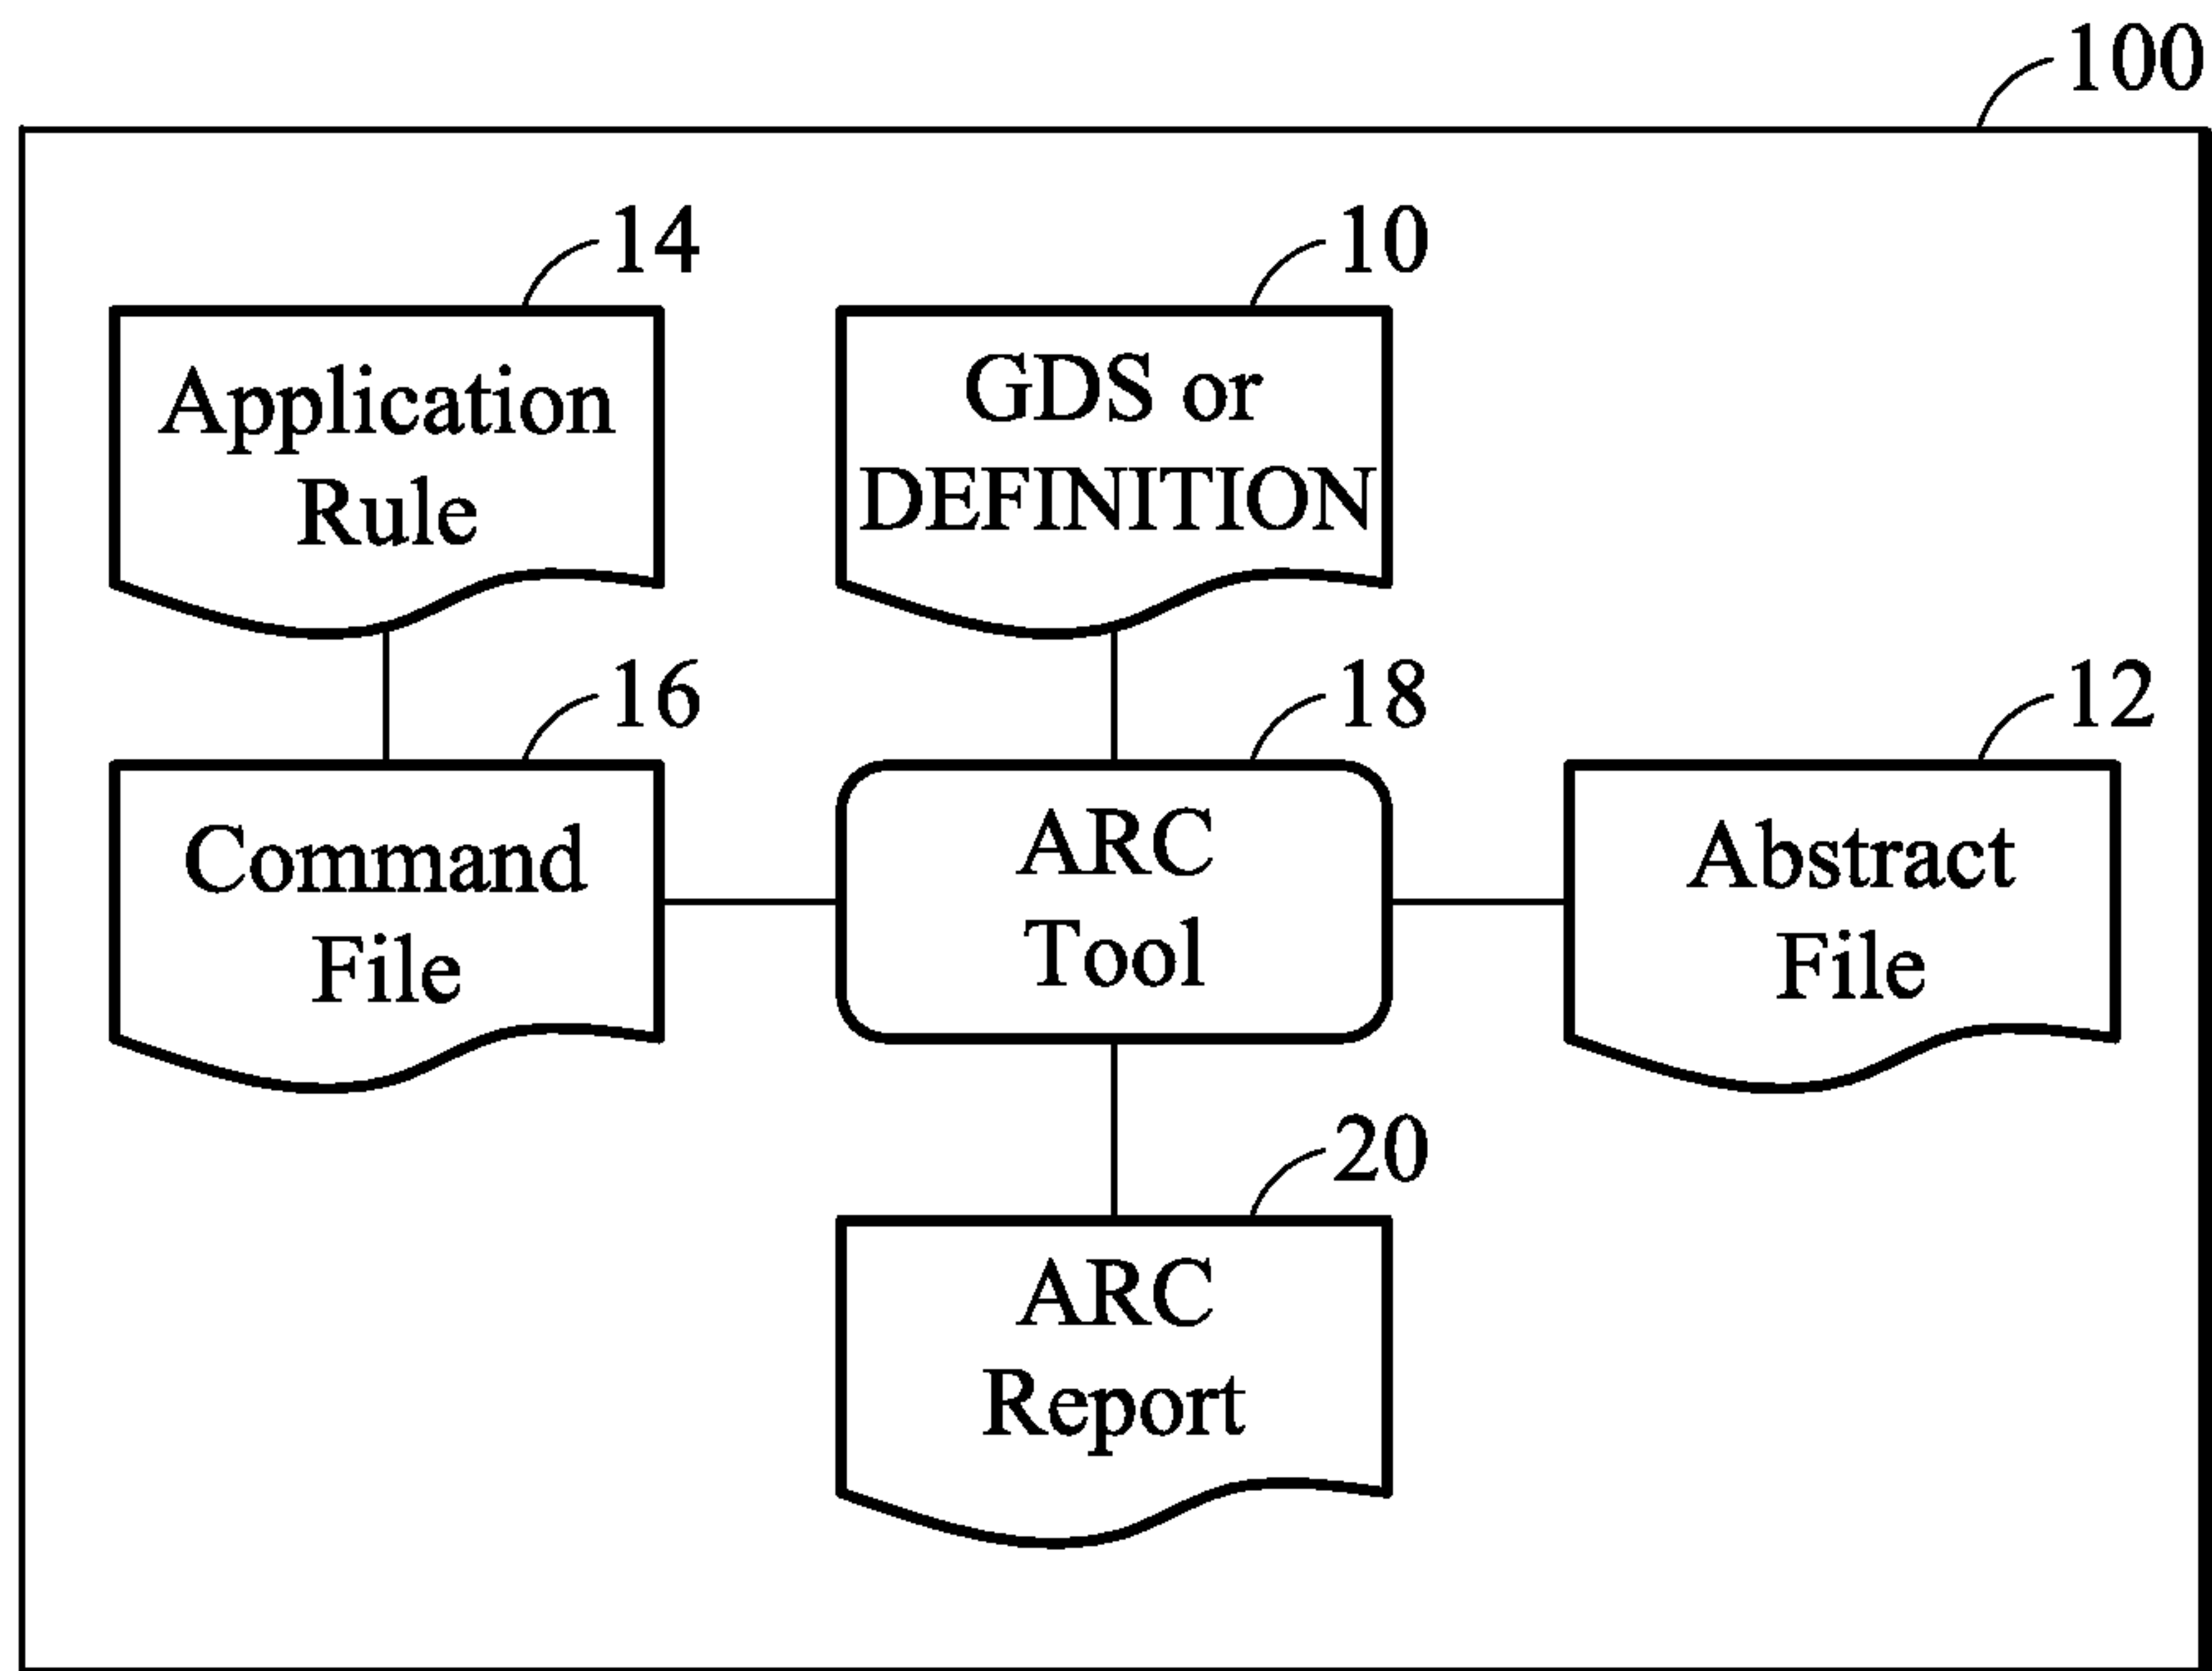 100
14
10
Application
Rule
GDS or
DEFINITION
16
18
12
Command
File
ARC
Tool
Abstract
File
20
ARC
Report